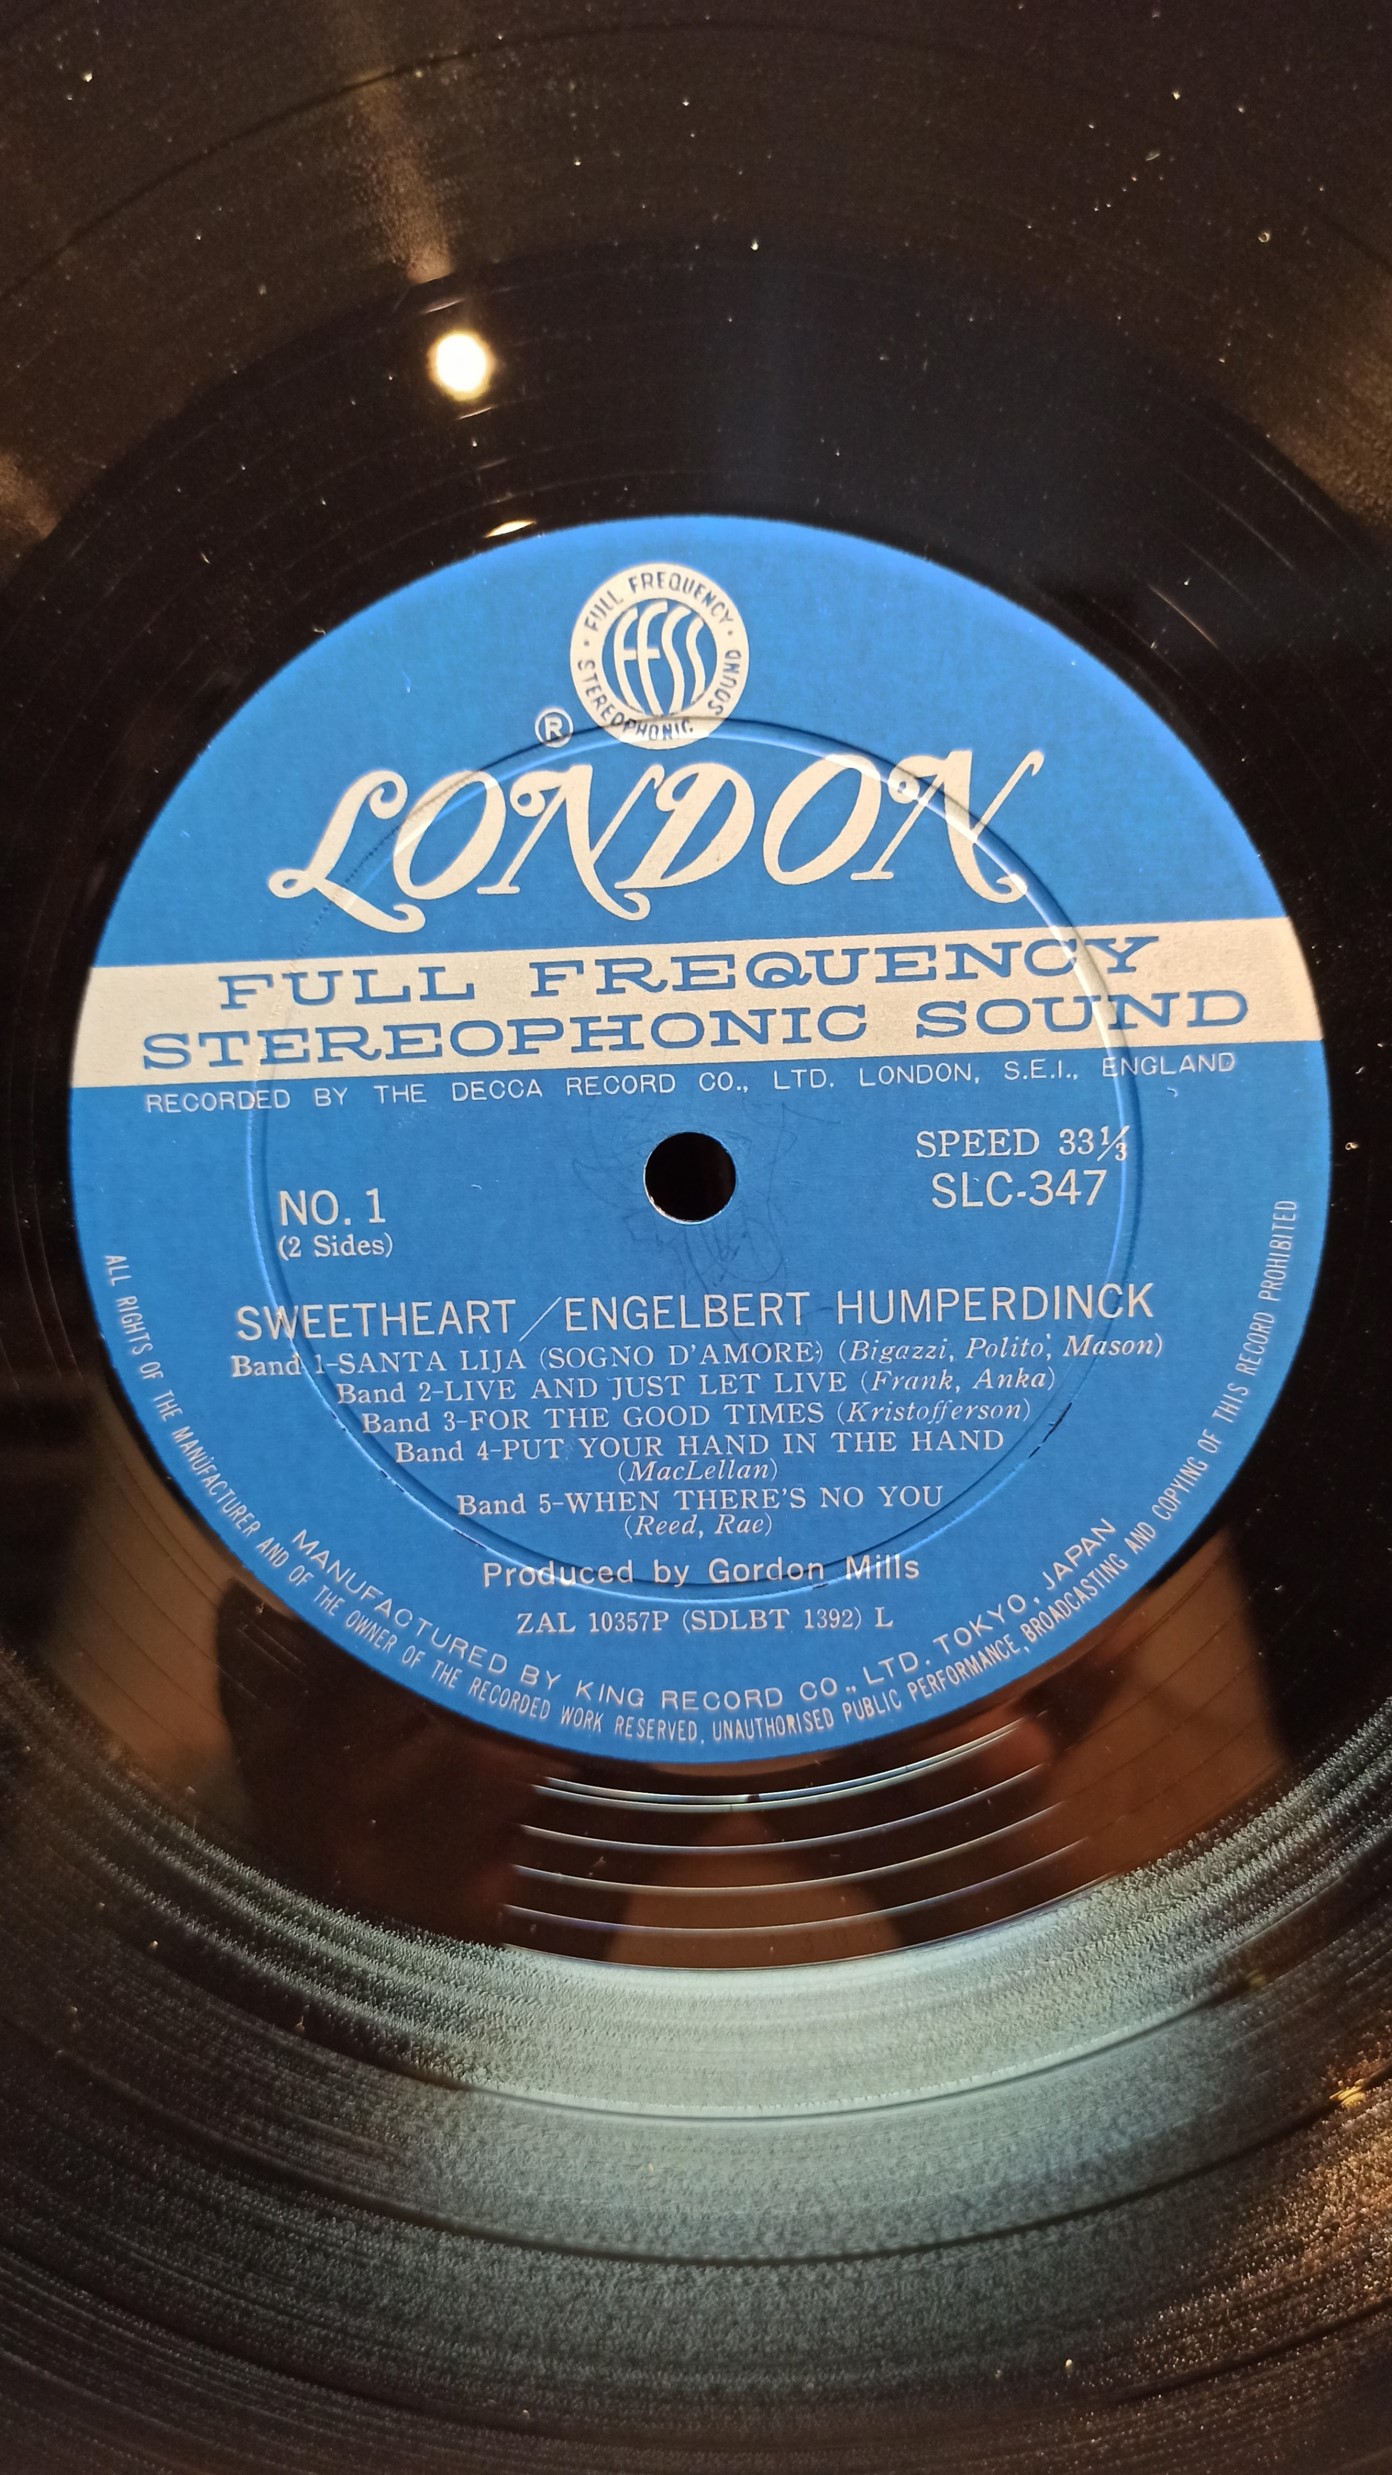 FULL FREQUENCY
STEREOPHONIC SOUND
FFSS
®
LONDON
FULL FREQUENCY
STEREOPHONIC SOUND
RECORDED BY THE DECCA RECORD CO., LTD. LONDON, S.E.I., ENGLAND
SPEED 33⅓
SLC-347
NO. 1
(2 Sides)
SWEETHEART / ENGELBERT HUMPERDINCK
Band 1-SANTA LIJA (SOGNO D'AMORE) (Bigazzi, Polito, Mason)
Band 2-LIVE AND JUST LET LIVE (Frank, Anka)
Band 3-FOR THE GOOD TIMES (Kristofferson)
Band 4-PUT YOUR HAND IN THE HAND
(MacLellan)
Band 5-WHEN THERE'S NO YOU
(Reed, Rae)
Produced by Gordon Mills
ZAL 10357P (SDLBT 1392) L
MANUFACTURED BY KING RECORD CO., LTD. TOKYO, JAPAN
ALL RIGHTS OF THE MANUFACTURER AND OF THE OWNER OF THE RECORDED WORK RESERVED, UNAUTHORISED PUBLIC PERFORMANCE, BROADCASTING AND COPYING OF THIS RECORD PROHIBITED